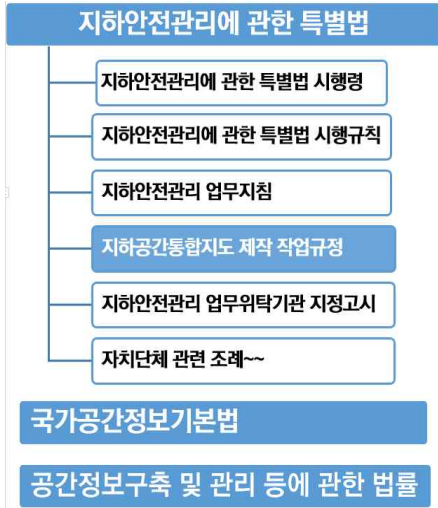 지하안전관리에 관한 특별법
지하안전관리에 관한 특별법 시행령
지하안전관리에 관한 특별법 시행규칙
지하안전관리 업무지침
지하공간통합지도 제작 작업규정
지하안전관리 업무위탁기관 지정고시
자치단체 관련 조례~~
국가공간정보기본법
공간정보구축 및 관리 등에 관한 법률